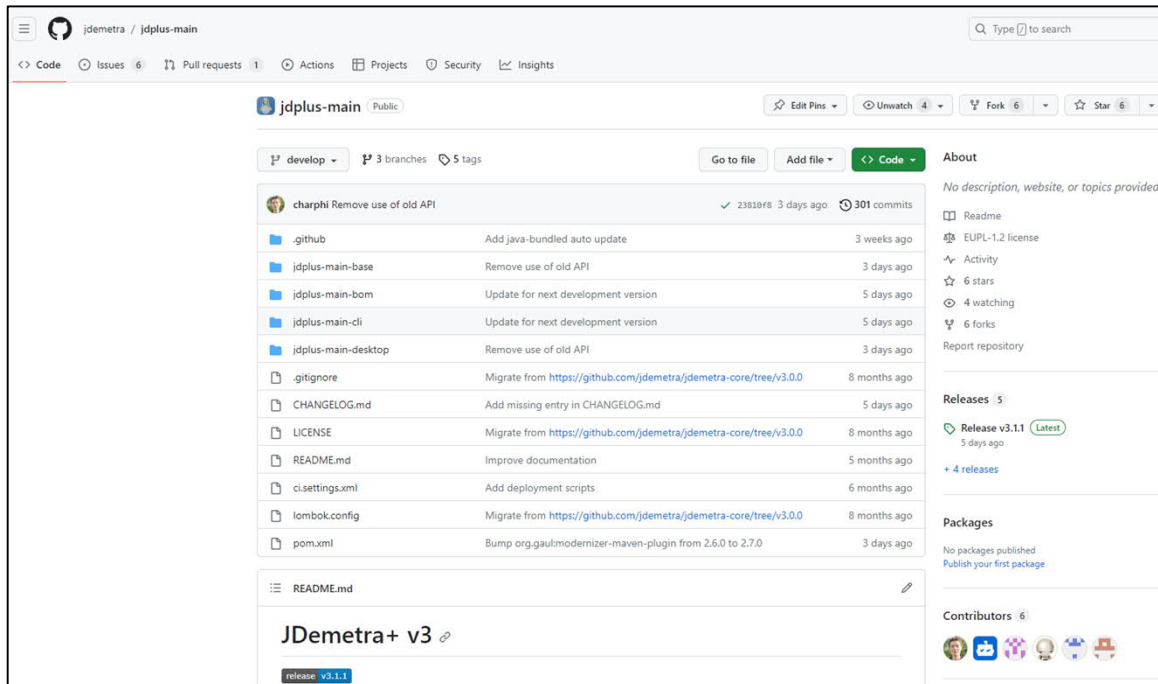 jdemetra / jdplus-main
Type / to search
<> Code Issues 6 Pull requests 1 Actions Projects Security Insights
jdplus-main Public
Edit Pins Unwatch 4 Fork 6 Star 6
develop 3 branches 5 tags Go to file Add file <> Code
charphi Remove use of old API 23810f8 3 days ago 301 commits
.github Add java-bundled auto update 3 weeks ago
jdplus-main-base Remove use of old API 3 days ago
jdplus-main-bom Update for next development version 5 days ago
jdplus-main-cli Update for next development version 5 days ago
jdplus-main-desktop Remove use of old API 3 days ago
.gitignore Migrate from https://github.com/jdemetra/jdemetra-core/tree/v3.0.0 8 months ago
CHANGELOG.md Add missing entry in CHANGELOG.md 5 days ago
LICENSE Migrate from https://github.com/jdemetra/jdemetra-core/tree/v3.0.0 8 months ago
README.md Improve documentation 5 months ago
ci.settings.xml Add deployment scripts 6 months ago
lombok.config Migrate from https://github.com/jdemetra/jdemetra-core/tree/v3.0.0 8 months ago
pom.xml Bump org.gaul:modernizer-maven-plugin from 2.6.0 to 2.7.0 3 days ago
README.md
JDemetra+ v3
release v3.1.1
About
No description, website, or topics provided
Readme
EUPL-1.2 license
Activity
6 stars
4 watching
6 forks
Report repository
Releases 5
Release v3.1.1 Latest
5 days ago
+ 4 releases
Packages
No packages published
Publish your first package
Contributors 6